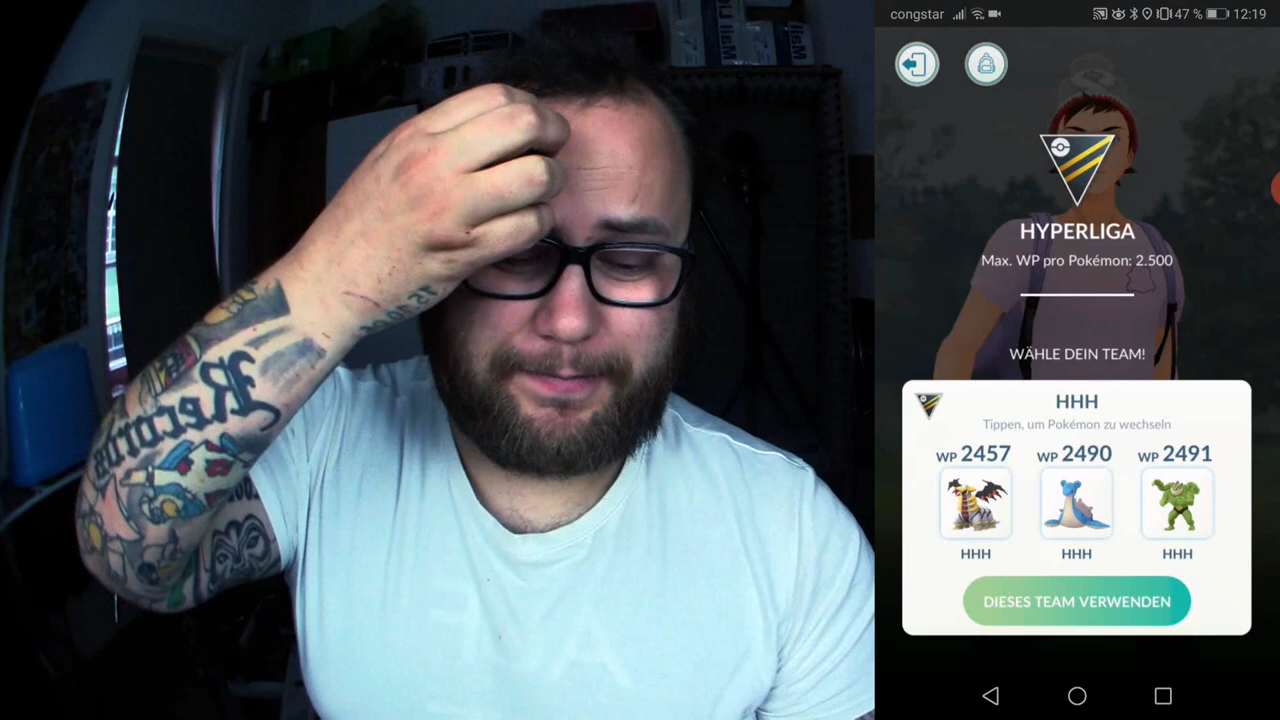 congstar
47 %
12:19
HYPERLIGA
Max. WP pro Pokémon: 2.500
WÄHLE DEIN TEAM!
HHH
Tippen, um Pokémon zu wechseln
WP 2457
WP 2490
WP 2491
HHH
HHH
HHH
DIESES TEAM VERWENDEN
Records